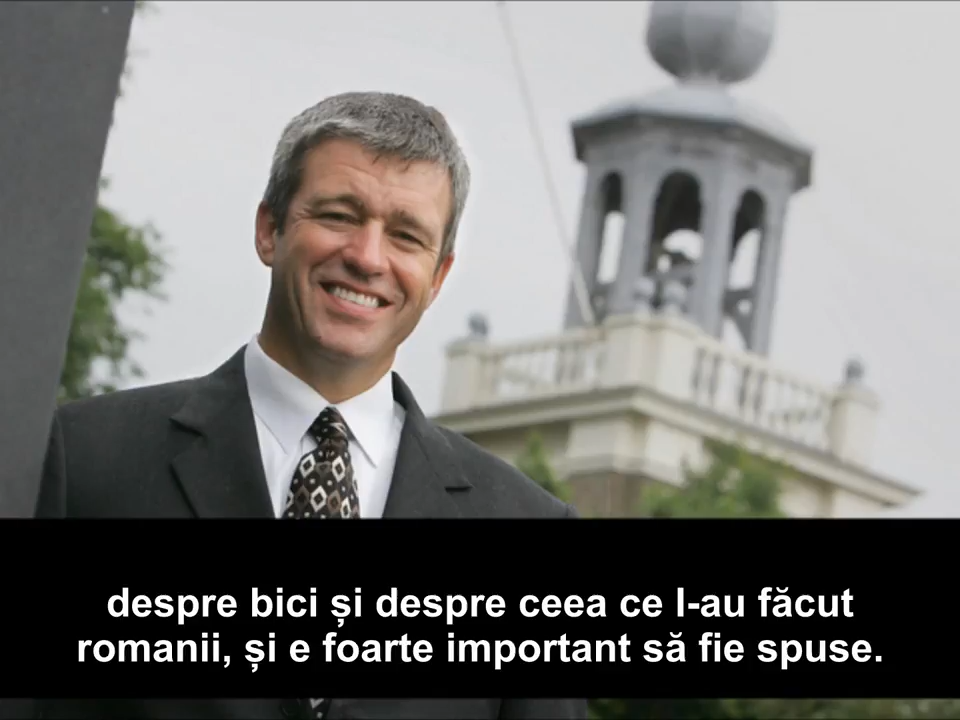 despre bici și despre ceea ce l-au făcut
romanii, și e foarte important să fie spuse.